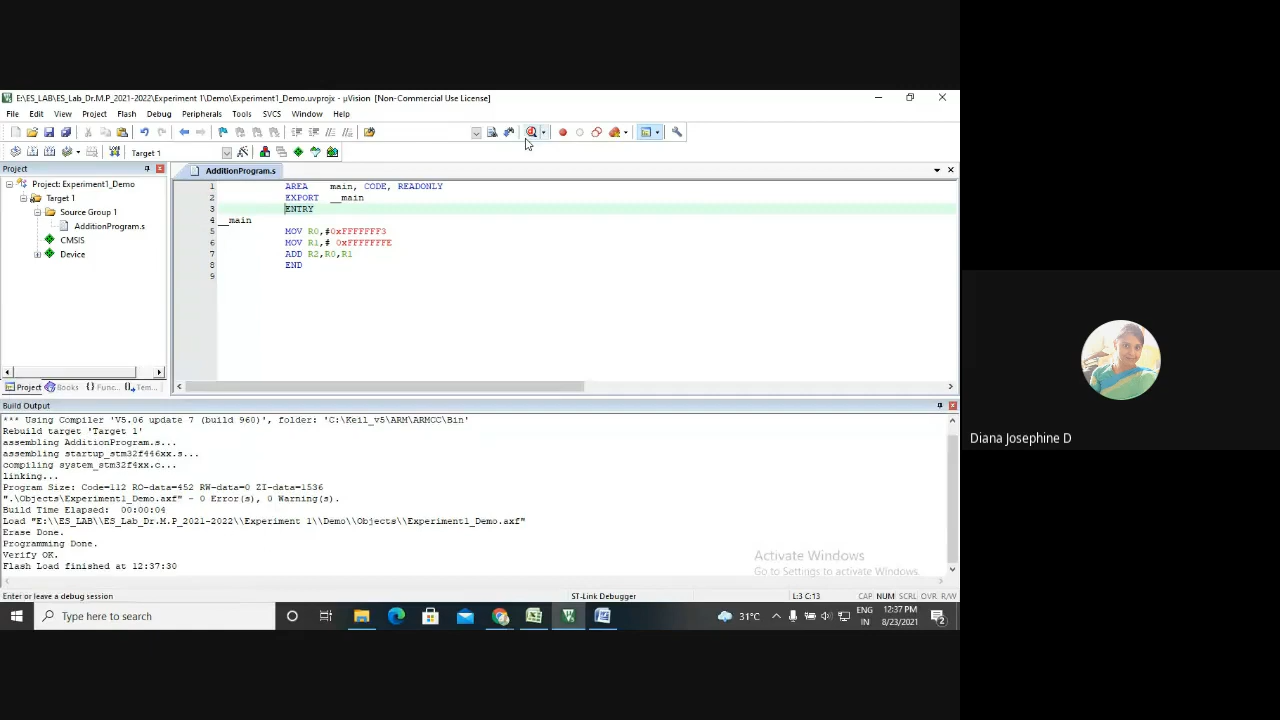 E:\ES_LAB\ES_Lab_Dr.M.P_2021-2022\Experiment 1\Demo\Experiment1_Demo.uvprojx - µVision [Non-Commercial Use License]
File Edit View Project Flash Debug Peripherals Tools SVCS Window Help
Target 1
Project
Project: Experiment1_Demo
Target 1
Source Group 1
AdditionProgram.s
CMSIS
Device
Project Books {} Func... Tem...
AdditionProgram.s
1 AREA main, CODE, READONLY
2 EXPORT __main
3 ENTRY
4 __main
5 MOV R0,#0xFFFFFFF3
6 MOV R1,# 0xFFFFFFFE
7 ADD R2,R0,R1
8 END
9
Build Output
*** Using Compiler 'V5.06 update 7 (build 960)', folder: 'C:\Keil_v5\ARM\ARMCC\Bin'
Rebuild target 'Target 1'
assembling AdditionProgram.s...
assembling startup_stm32f446xx.s...
compiling system_stm32f4xx.c...
linking...
Program Size: Code=112 RO-data=452 RW-data=0 ZI-data=1536
".\Objects\Experiment1_Demo.axf" - 0 Error(s), 0 Warning(s).
Build Time Elapsed: 00:00:04
Load "E:\\ES_LAB\\ES_Lab_Dr.M.P_2021-2022\\Experiment 1\\Demo\\Objects\\Experiment1_Demo.axf"
Erase Done.
Programming Done.
Verify OK.
Flash Load finished at 12:37:30
Activate Windows
Go to Settings to activate Windows.
Enter or leave a debug session ST-Link Debugger L:3 C:13 CAP NUM SCRL OVR R/W
Type here to search
31°C
ENG
IN
12:37 PM
8/23/2021
2
Diana Josephine D